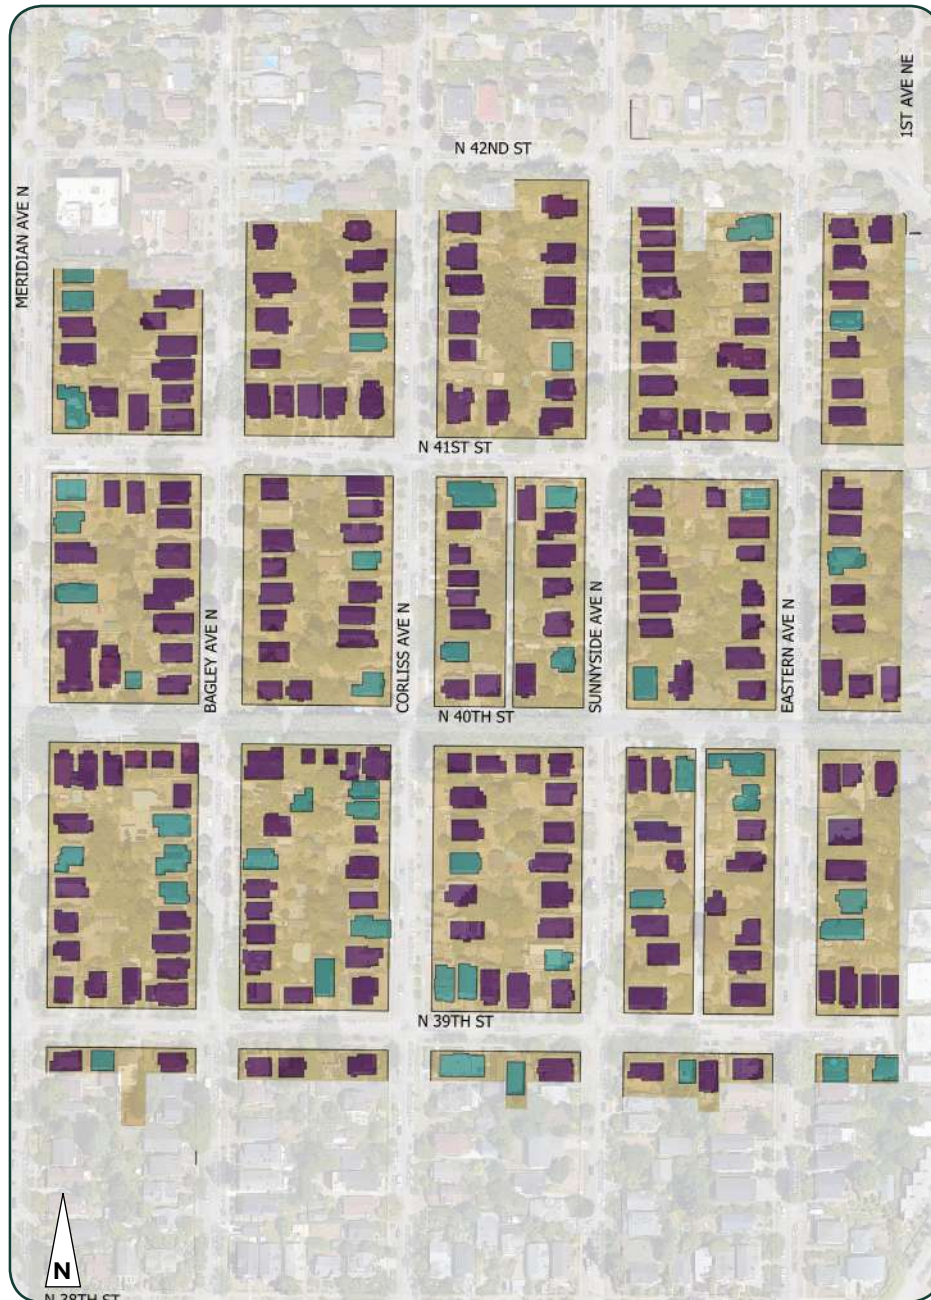 1ST AVE NE
N 42ND ST
MERIDIAN AVE N
N 41ST ST
BAGLEY AVE N
CORLISS AVE N
SUNNYSIDE AVE N
EASTERN AVE N
N 40TH ST
N 39TH ST
N
N 38TH ST